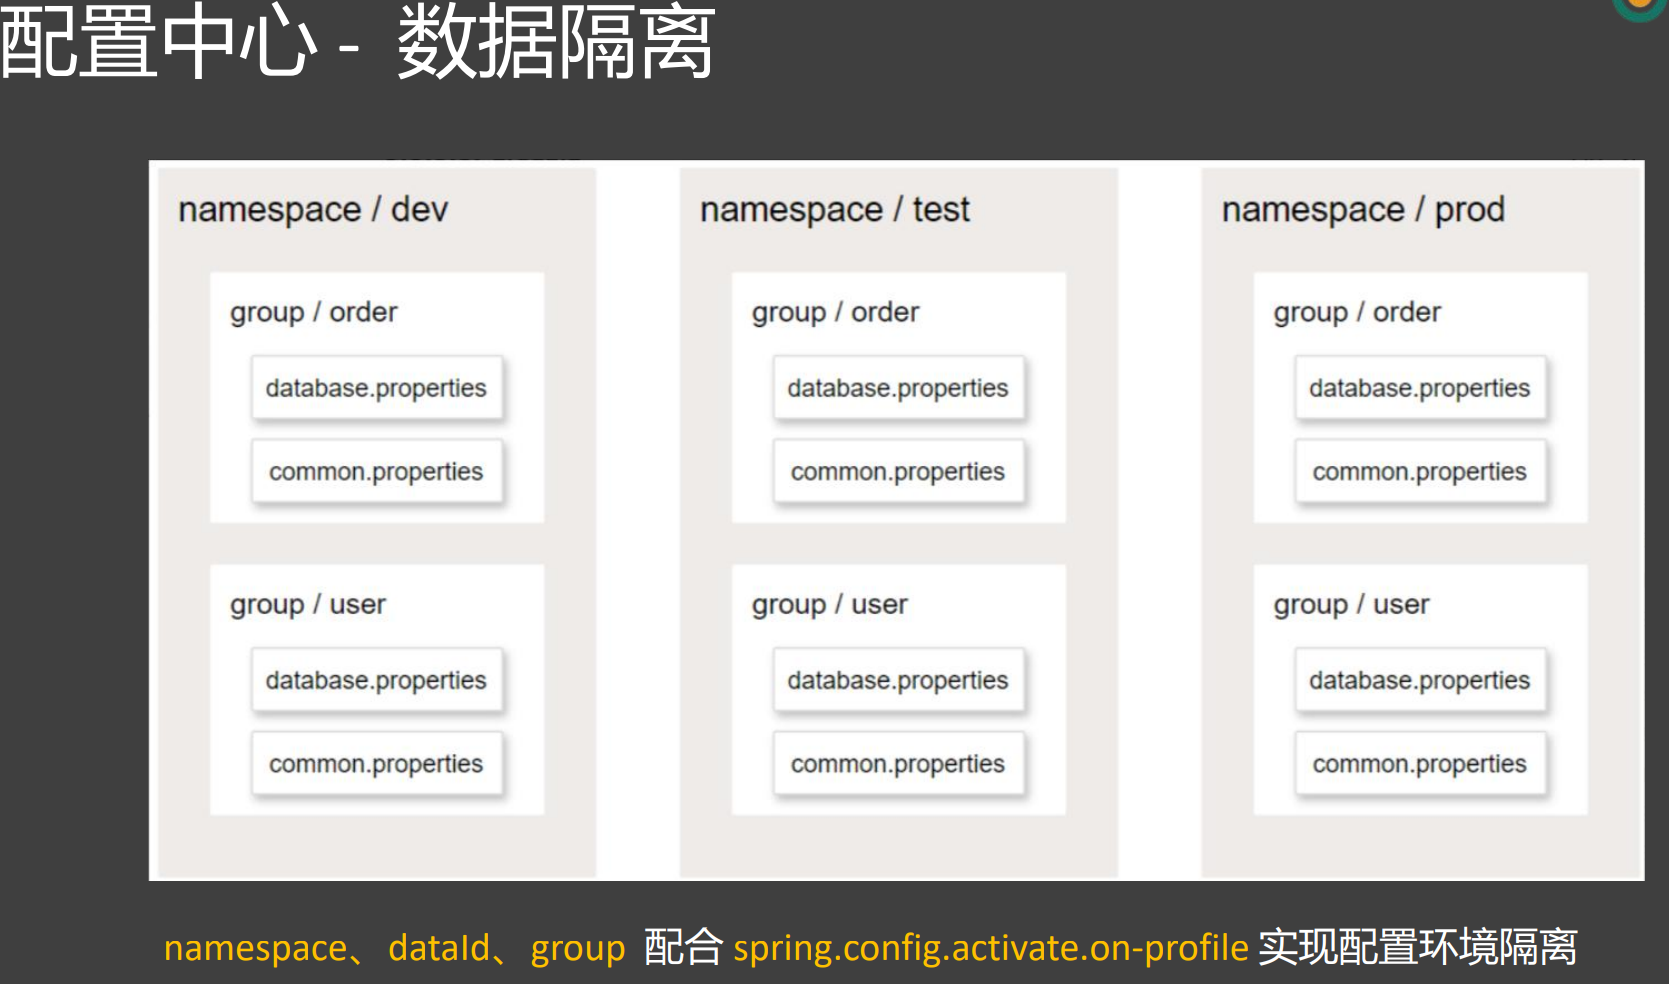 配置中心 - 数据隔离
namespace / dev
group / order
database.properties
common.properties
group / user
database.properties
common.properties
namespace / test
group / order
database.properties
common.properties
group / user
database.properties
common.properties
namespace / prod
group / order
database.properties
common.properties
group / user
database.properties
common.properties
namespace、dataId、group 配合 spring.config.activate.on-profile 实现配置环境隔离